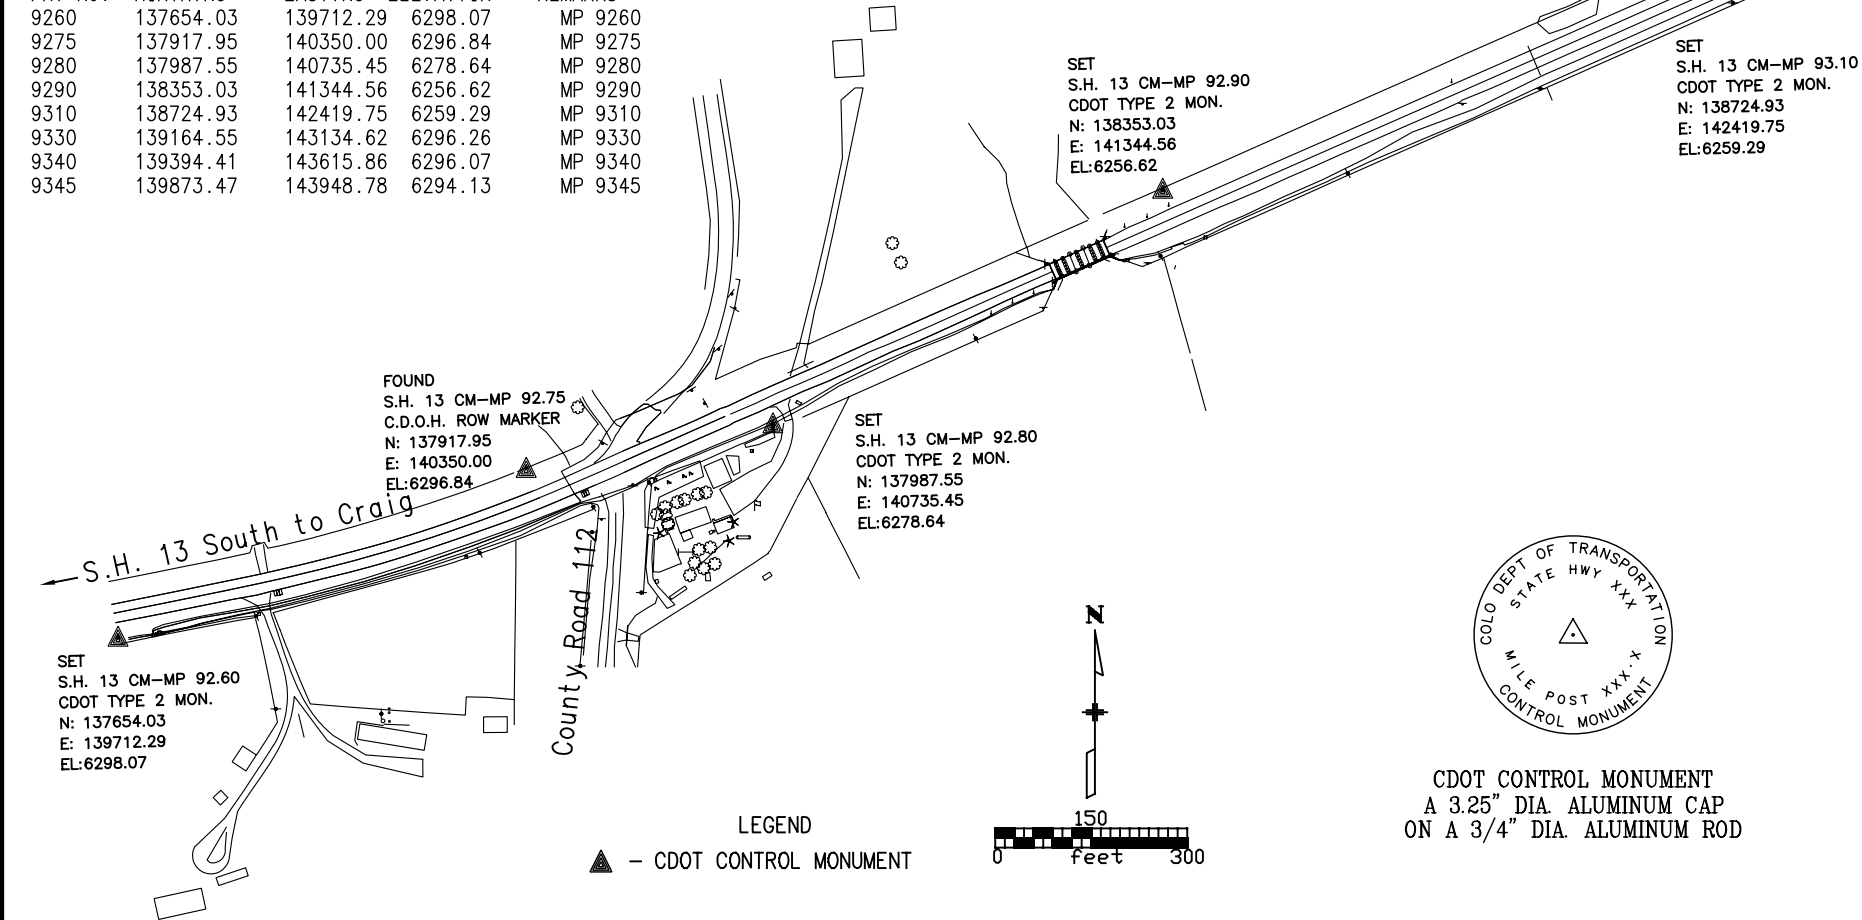 9260 137654.03 139712.29 6298.07 MP 9260
9275 137917.95 140350.00 6296.84 MP 9275
9280 137987.55 140735.45 6278.64 MP 9280
9290 138353.03 141344.56 6256.62 MP 9290
9310 138724.93 142419.75 6259.29 MP 9310
9330 139164.55 143134.62 6296.26 MP 9330
9340 139394.41 143615.86 6296.07 MP 9340
9345 139873.47 143948.78 6294.13 MP 9345
SET
S.H. 13 CM-MP 92.90
CDOT TYPE 2 MON.
N: 138353.03
E: 141344.56
EL:6256.62
SET
S.H. 13 CM-MP 93.10
CDOT TYPE 2 MON.
N: 138724.93
E: 142419.75
EL:6259.29
FOUND
S.H. 13 CM-MP 92.75
C.D.O.H. ROW MARKER
N: 137917.95
E: 140350.00
EL:6296.84
SET
S.H. 13 CM-MP 92.80
CDOT TYPE 2 MON.
N: 137987.55
E: 140735.45
EL:6278.64
S.H. 13 South to Craig
County Road 112
SET
S.H. 13 CM-MP 92.60
CDOT TYPE 2 MON.
N: 137654.03
E: 139712.29
EL:6298.07
N
150
0 feet 300
LEGEND
- CDOT CONTROL MONUMENT
COLO DEPT OF TRANSPORTATION
STATE HWY XXX
MILE POST XXX.X
CONTROL MONUMENT
CDOT CONTROL MONUMENT
A 3.25" DIA. ALUMINUM CAP
ON A 3/4" DIA. ALUMINUM ROD